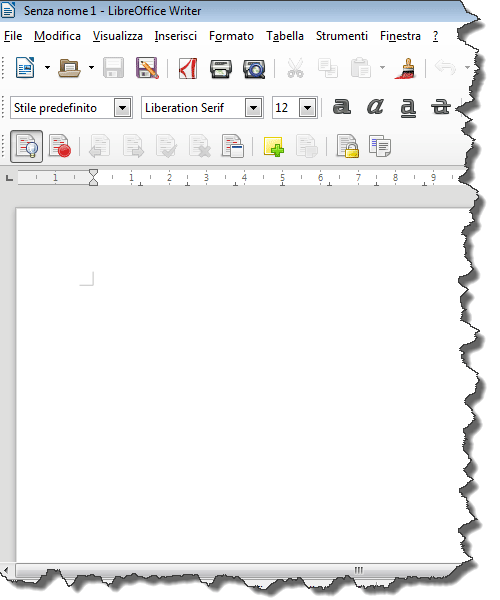 Senza nome 1 - LibreOffice Writer
File Modifica Visualizza Inserisci Formato Tabella Strumenti Finestra ?
Stile predefinito Liberation Serif 12 a a a a
1 1 2 3 4 5 6 7 8 9